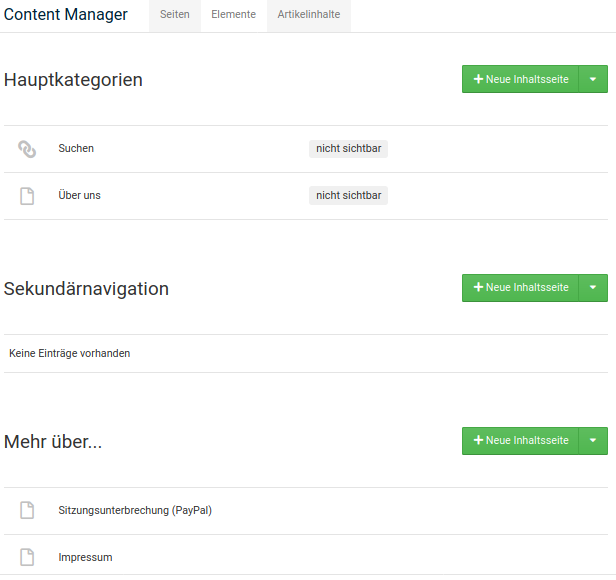 Content Manager Seiten Elemente Artikelinhalte
Hauptkategorien Neue Inhaltsseite
Suchen nicht sichtbar
Über uns nicht sichtbar
Sekundärnavigation Neue Inhaltsseite
Keine Einträge vorhanden
Mehr über... Neue Inhaltsseite
Sitzungsunterbrechung (PayPal)
Impressum